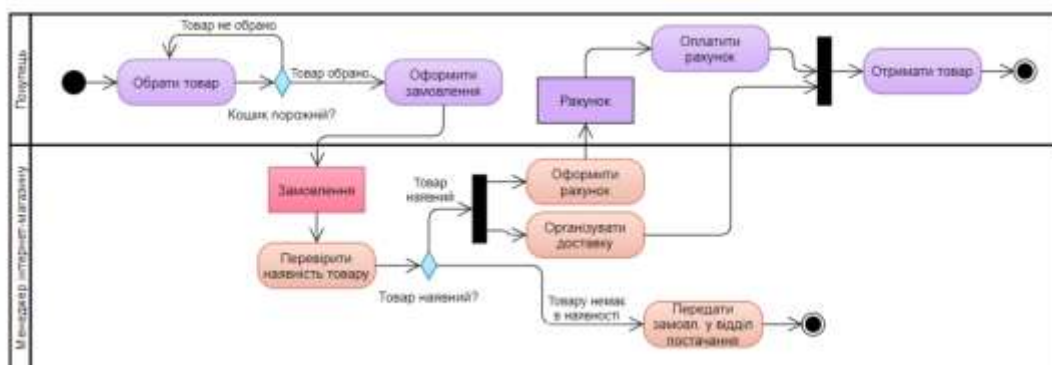 Покупець
Товар не обрано
Обрати товар
Товар обрано
Кошик порожній?
Оформити
замовлення
Рахунок
Оплатити
рахунок
Отримати товар
Менеджер інтернет-магазину
Замовлення
Перевірити
наявність товару
Товар
наявний
Товар наявний?
Оформити
рахунок
Організувати
доставку
Товару немає
в наявності
Передати
замовл. у відділ
постачання